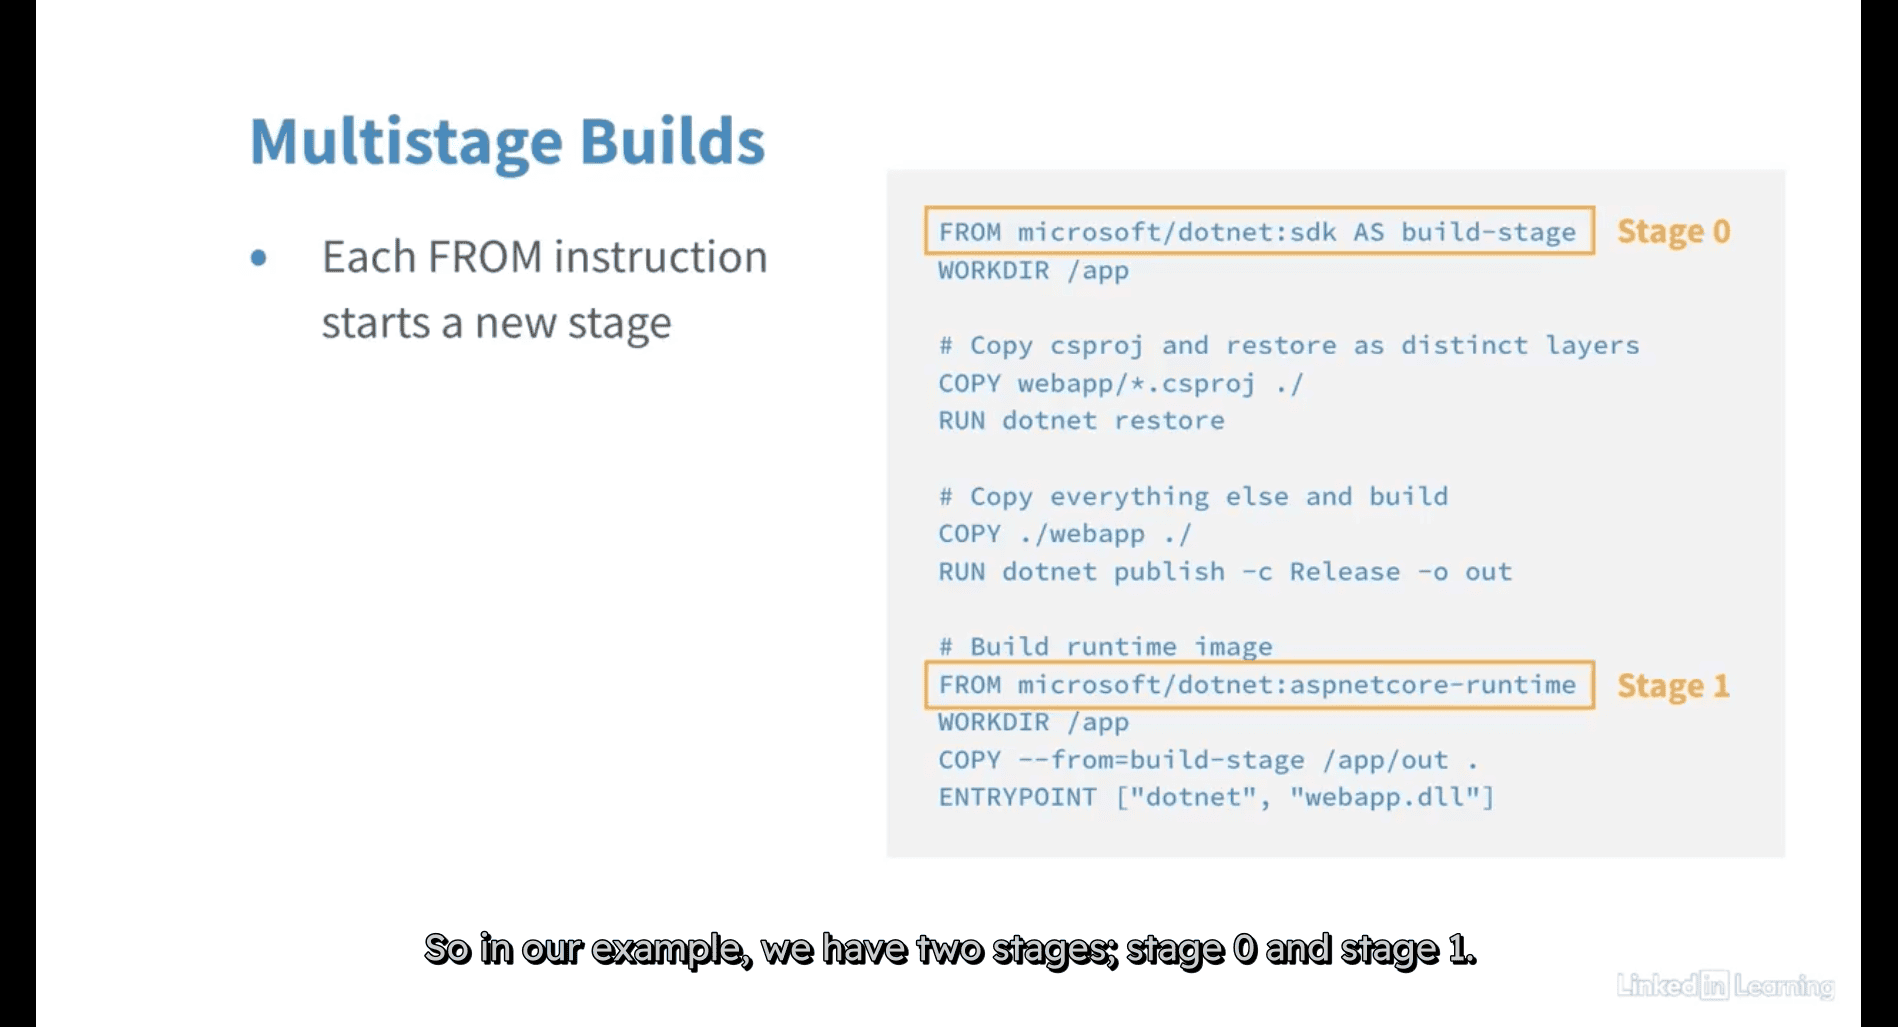 Multistage Builds
• Each FROM instruction
starts a new stage
FROM microsoft/dotnet:sdk AS build-stage Stage 0
WORKDIR /app
# Copy csproj and restore as distinct layers
COPY webapp/*.csproj ./
RUN dotnet restore
# Copy everything else and build
COPY ./webapp ./
RUN dotnet publish -c Release -o out
# Build runtime image
FROM microsoft/dotnet:aspnetcore-runtime Stage 1
WORKDIR /app
COPY --from=build-stage /app/out .
ENTRYPOINT ["dotnet", "webapp.dll"]
So in our example, we have two stages; stage 0 and stage 1.
Linked in Learning